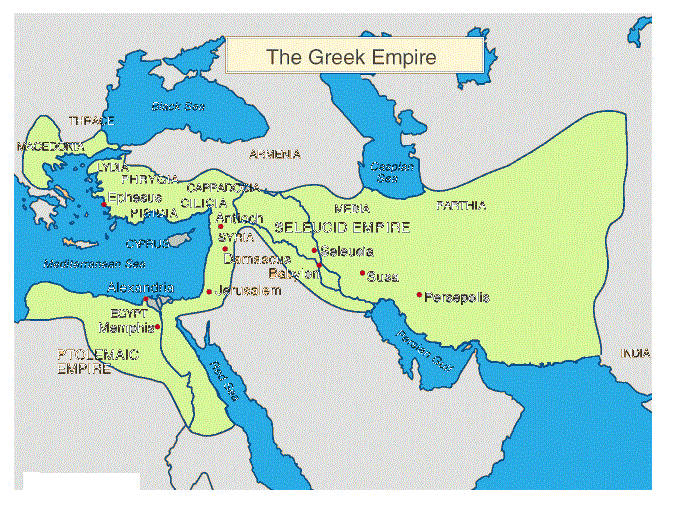 The Greek Empire
Black Sea
THRACE
MACEDONIA
ARMENIA
LYDIA
PHRYGIA
Caspian
Sea
CAPPADOCIA
Ephesus
CILICIA
PISIDIA
MEDIA
PARTHIA
Antioch
SELEUCID EMPIRE
SYRIA
CYPRUS
Seleucia
Damascus
Mediterranean Sea
Babylon
Susa
Alexandria
Jerusalem
Persepolis
EGYPT
Memphis
Persian Gulf
PTOLEMAIC
EMPIRE
INDIA
Red Sea